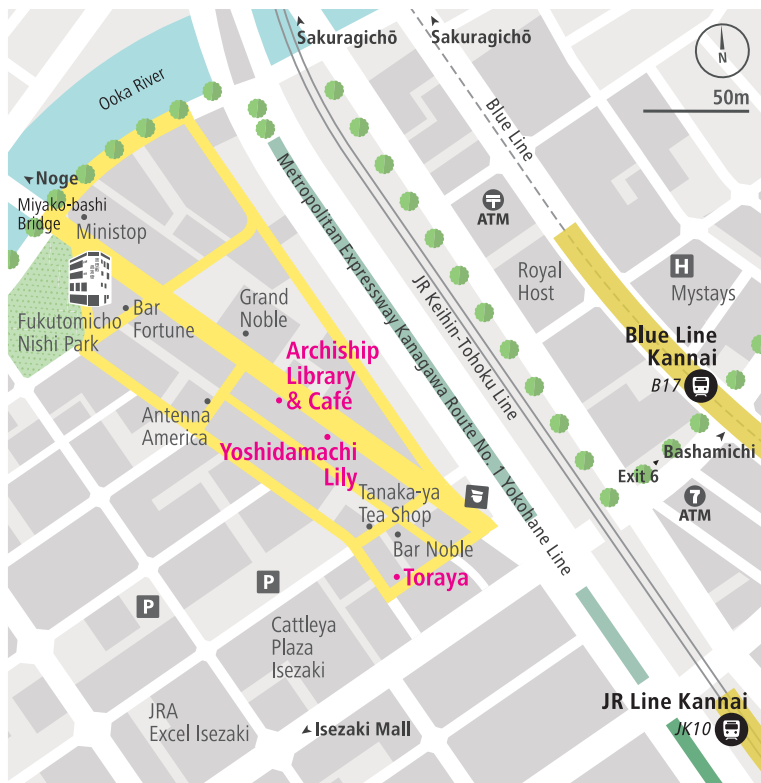 Sakuragichō
Sakuragichō
N
50m
Ooka River
Blue Line
Noge
Miyako-bashi
Bridge
Ministop
ATM
Metropolitan Expressway Kanagawa Route No. 1 Yokohane Line
JR Keihin-Tohoku Line
Royal
Host
H
Mystays
Fukutomicho
Nishi Park
Bar
Fortune
Grand
Noble
Blue Line
Kannai
B17
Archiship
Library
& Café
Antenna
America
Yoshidamachi
Lily
Bashamichi
Exit 6
7
ATM
Tanaka-ya
Tea Shop
Bar Noble
Toraya
P
P
Cattleya
Plaza
Isezaki
JRA
Excel Isezaki
Isezaki Mall
JR Line Kannai
JK10